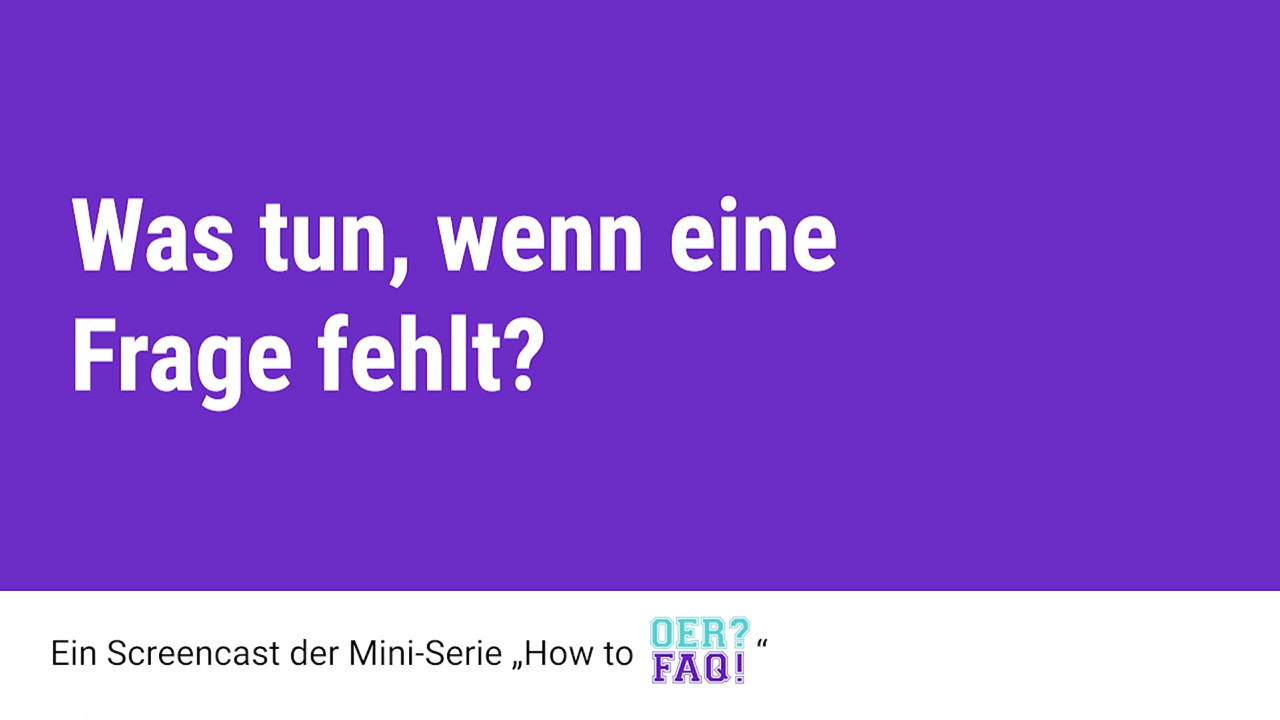 Was tun, wenn eine
Frage fehlt?
Ein Screencast der Mini-Serie „How to OER? FAQ! “